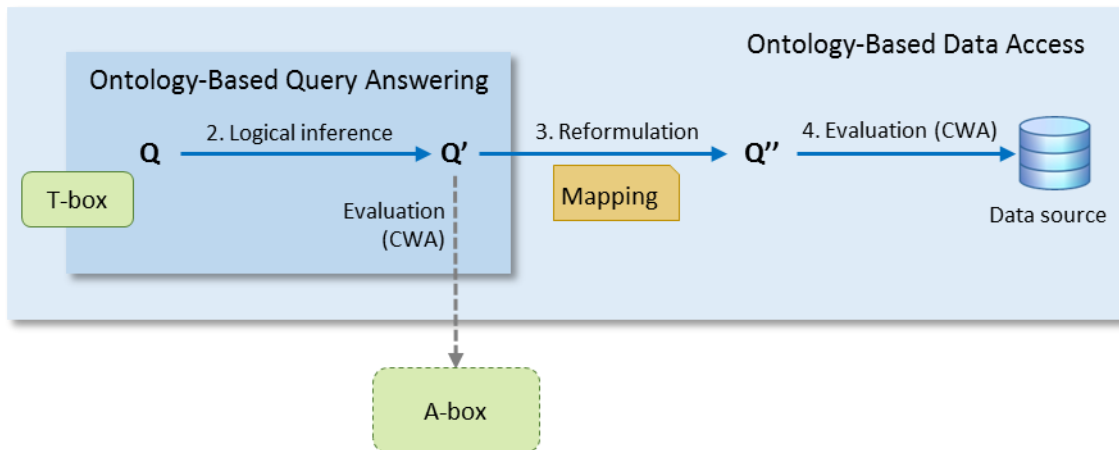 Ontology-Based Data Access
Ontology-Based Query Answering
2. Logical inference
3. Reformulation
4. Evaluation (CWA)
Q
Q'
Q''
T-box
Mapping
Evaluation
(CWA)
Data source
A-box